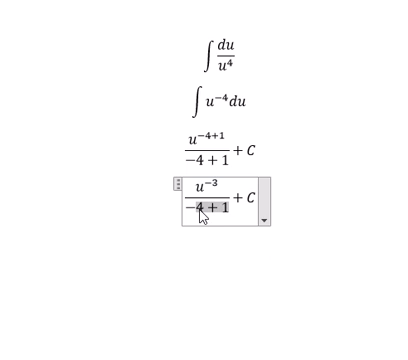 ∫ du/u⁴
∫ u⁻⁴du
u⁻⁴⁺¹/(−4 + 1) + C
u⁻³/(−4 + 1) + C